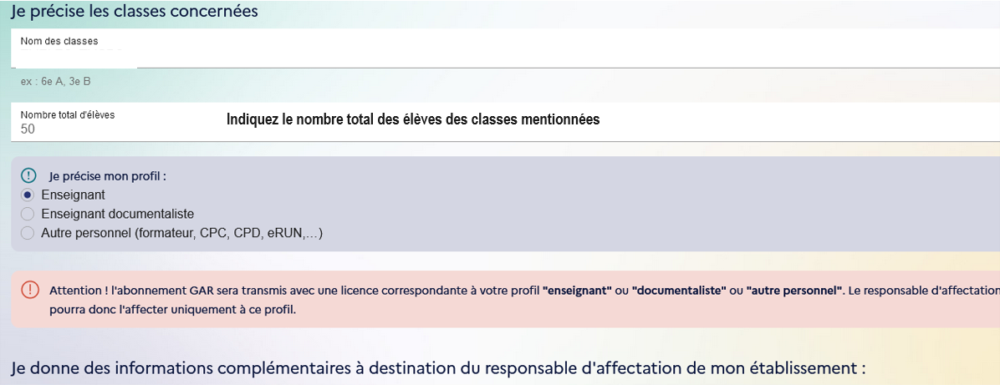 Je précise les classes concernées
Nom des classes
ex : 6e A, 3e B
Nombre total d'élèves
50
Indiquez le nombre total des élèves des classes mentionnées
Je précise mon profil :
Enseignant
Enseignant documentaliste
Autre personnel (formateur, CPC, CPD, eRUN,...)
Attention ! l'abonnement GAR sera transmis avec une licence correspondante à votre profil "enseignant" ou "documentaliste" ou "autre personnel". Le responsable d'affectation
pourra donc l'affecter uniquement à ce profil.
Je donne des informations complémentaires à destination du responsable d'affectation de mon établissement :